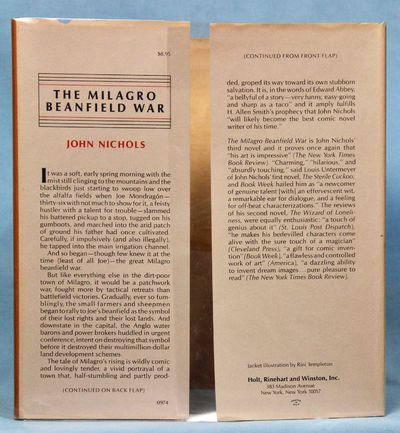 $8.95
THE MILAGRO
BEANFIELD WAR
JOHN NICHOLS
It was a soft, early spring morning with the
mist still clinging to the mountains and the
blackbirds just starting to swoop low over
the alfalfa fields when Joe Mondragón—
thirty-six with not much to show for it, a feisty
hustler with a talent for trouble—slammed
his battered pickup to a stop, tugged on his
gumboots, and marched into the arid patch
of ground his father had once cultivated.
Carefully, if impulsively (and also illegally),
he tapped into the main irrigation channel.
And so began—though few knew it at the
time (least of all Joe)—the great Milagro
beanfield war.
But like everything else in the dirt-poor
town of Milagro, it would be a patchwork
war, fought more by tactical retreats than
battlefield victories. Gradually, ever so fum-
blingly, the small farmers and sheepmen
began to rally to Joe's beanfield as the symbol
of their lost rights and their lost lands. And
downstate in the capital, the Anglo water
barons and power brokers huddled in urgent
conference, intent on destroying that symbol
before it destroyed their multimillion-dollar
land development schemes.
The tale of Milagro's rising is wildly comic
and lovingly tender, a vivid portrayal of a
town that, half-stumbling and partly prod-
(CONTINUED ON BACK FLAP)
0974
(CONTINUED FROM FRONT FLAP)
ded, groped its way toward its own stubborn
salvation. It is, in the words of Edward Abbey,
"a bellyful of a story—very funny, easy-going
and sharp as a taco" and it amply fulfills
H. Allen Smith's prophecy that John Nichols
"will likely become the best comic novel
writer of his time."
The Milagro Beanfield War is John Nichols'
third novel and it proves once again that
"his art is impressive" (The New York Times
Book Review). "Charming," "hilarious," and
"absurdly touching," said Louis Untermeyer
of John Nichols' first novel, The Sterile Cuckoo,
and Book Week hailed him as "a newcomer
of genuine talent [with] an effervescent wit,
a remarkable ear for dialogue, and a feeling
for off-beat characterizations." The reviews
of his second novel, The Wizard of Loneli-
ness, were equally enthusiastic: "a touch of
genius about it" (St. Louis Post Dispatch),
"he makes his bedevilled characters come
alive with the sure touch of a magician"
(Cleveland Press), "a gift for comic inven-
tion" (Book Week), "a flawless and controlled
work of art" (America), "a dazzling ability
to invent dream images...pure pleasure to
read" (The New York Times Book Review).
Jacket illustration by Rini Templeton
Holt, Rinehart and Winston, Inc.
383 Madison Avenue
New York, New York 10017